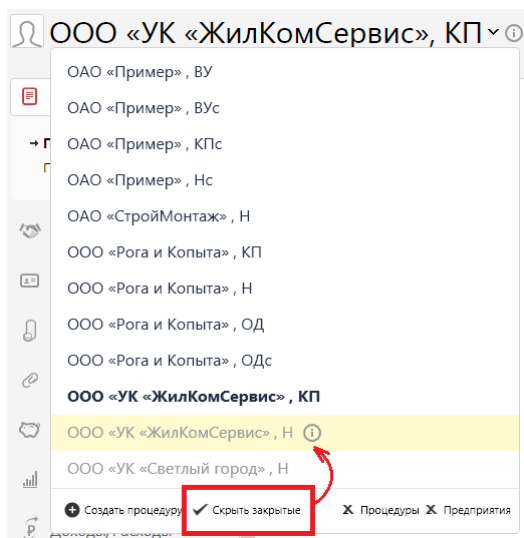 ООО «УК «ЖилКомСервис», КП
ОАО «Пример» , ВУ
ОАО «Пример» , ВУс
ОАО «Пример» , КПс
ОАО «Пример» , Нс
ОАО «СтройМонтаж» , Н
ООО «Рога и Копыта» , КП
ООО «Рога и Копыта» , Н
ООО «Рога и Копыта» , ОД
ООО «Рога и Копыта» , ОДс
ООО «УК «ЖилКомСервис» , КП
ООО «УК «ЖилКомСервис» , Н
ООО «УК «Светлый город» , Н
Создать процедуру Скрыть закрытые X Процедуры X Предприятия